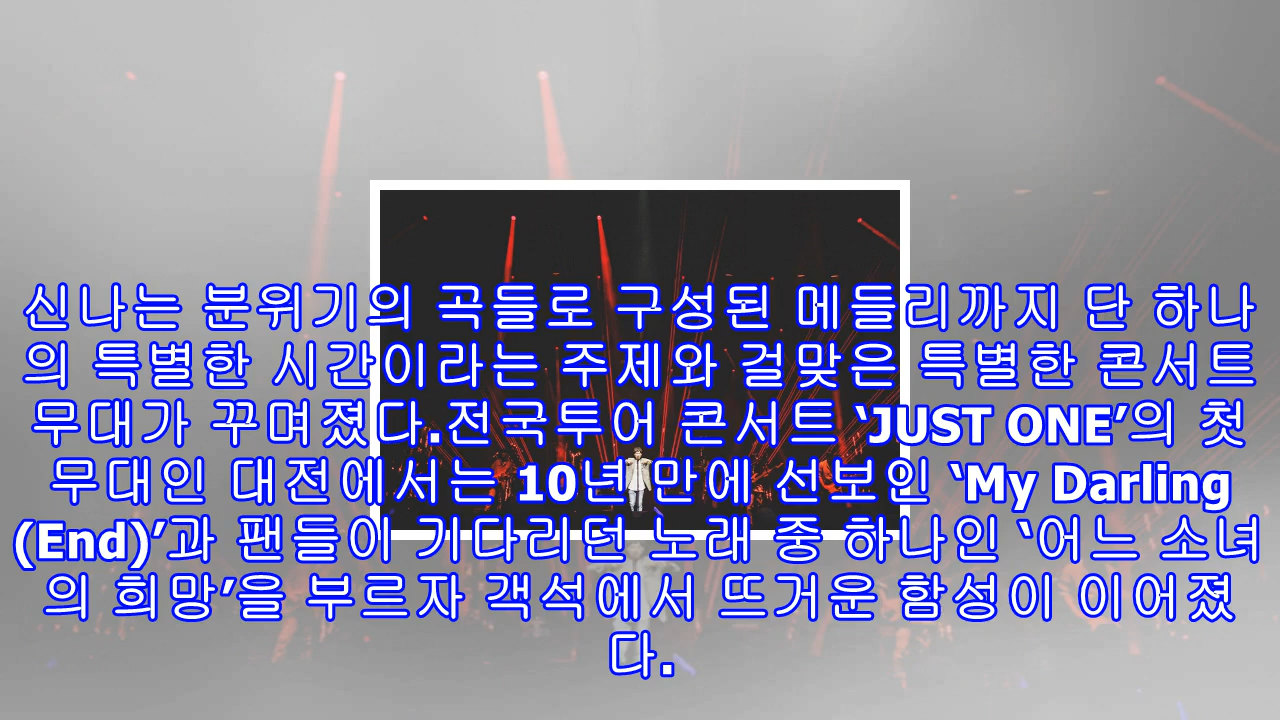 신나는 분위기의 곡들로 구성된 메들리까지 단 하나
의 특별한 시간이라는 주제와 걸맞은 특별한 콘서트
무대가 꾸며졌다.전국투어 콘서트 ‘JUST ONE’의 첫
무대인 대전에서는 10년 만에 선보인 ‘My Darling
(End)’과 팬들이 기다리던 노래 중 하나인 ‘어느 소녀
의 희망’을 부르자 객석에서 뜨거운 함성이 이어졌
다.